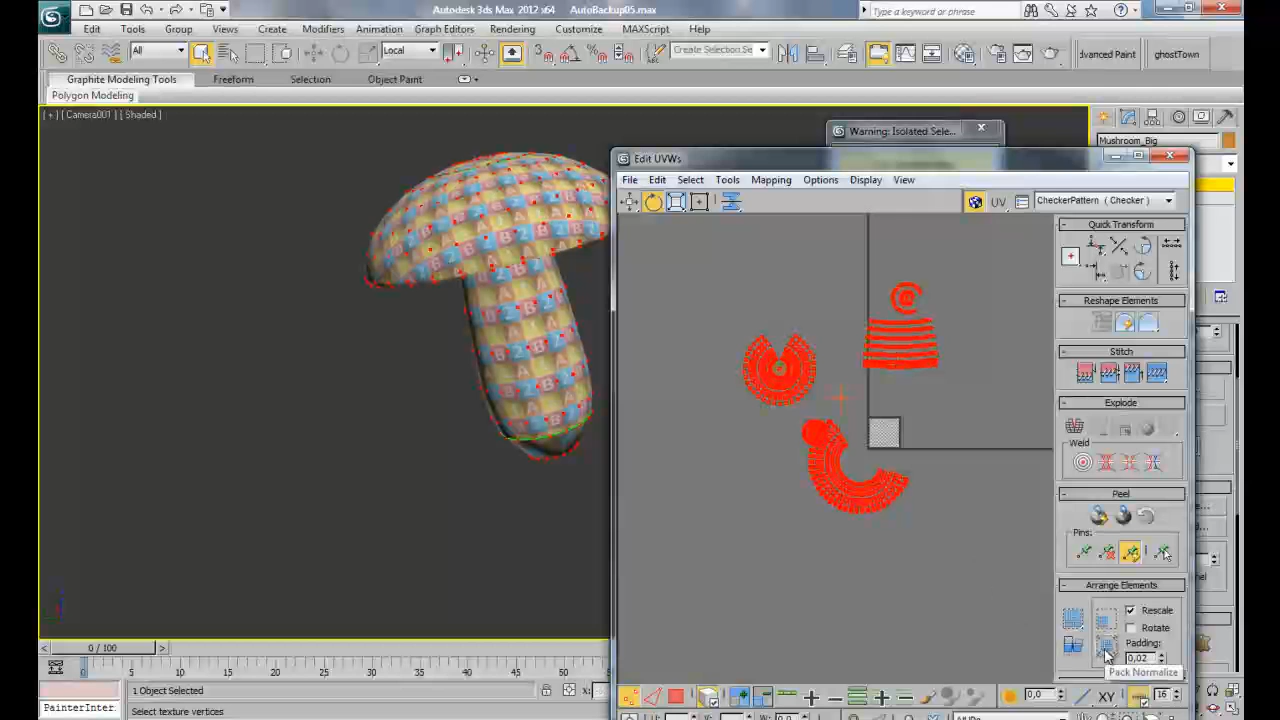 Autodesk 3ds Max 2012 x64 AutoBackup05.max
Type a keyword or phrase
Edit Tools Group Views Create Modifiers Animation Graph Editors Rendering Customize MAXScript Help
All Local Create Selection Se dvanced Paint ghostTown
Graphite Modeling Tools Freeform Selection Object Paint
Polygon Modeling
[ + ] [ Camera001 ] [ Shaded ]
Warning: Isolated Sele...
Mushroom_Big
Edit UVWs
File Edit Select Tools Mapping Options Display View
UV CheckerPattern ( Checker )
Quick Transform
Reshape Elements
Stitch
Explode
Weld
Peel
Pins:
Arrange Elements
Rescale
Rotate
Padding:
0,02
Pack Normalize
0 / 100
0 5 10 15 20 25 30 35 40 45 50
1 Object Selected
PainterInter
Select texture vertices
0,0 XY 16